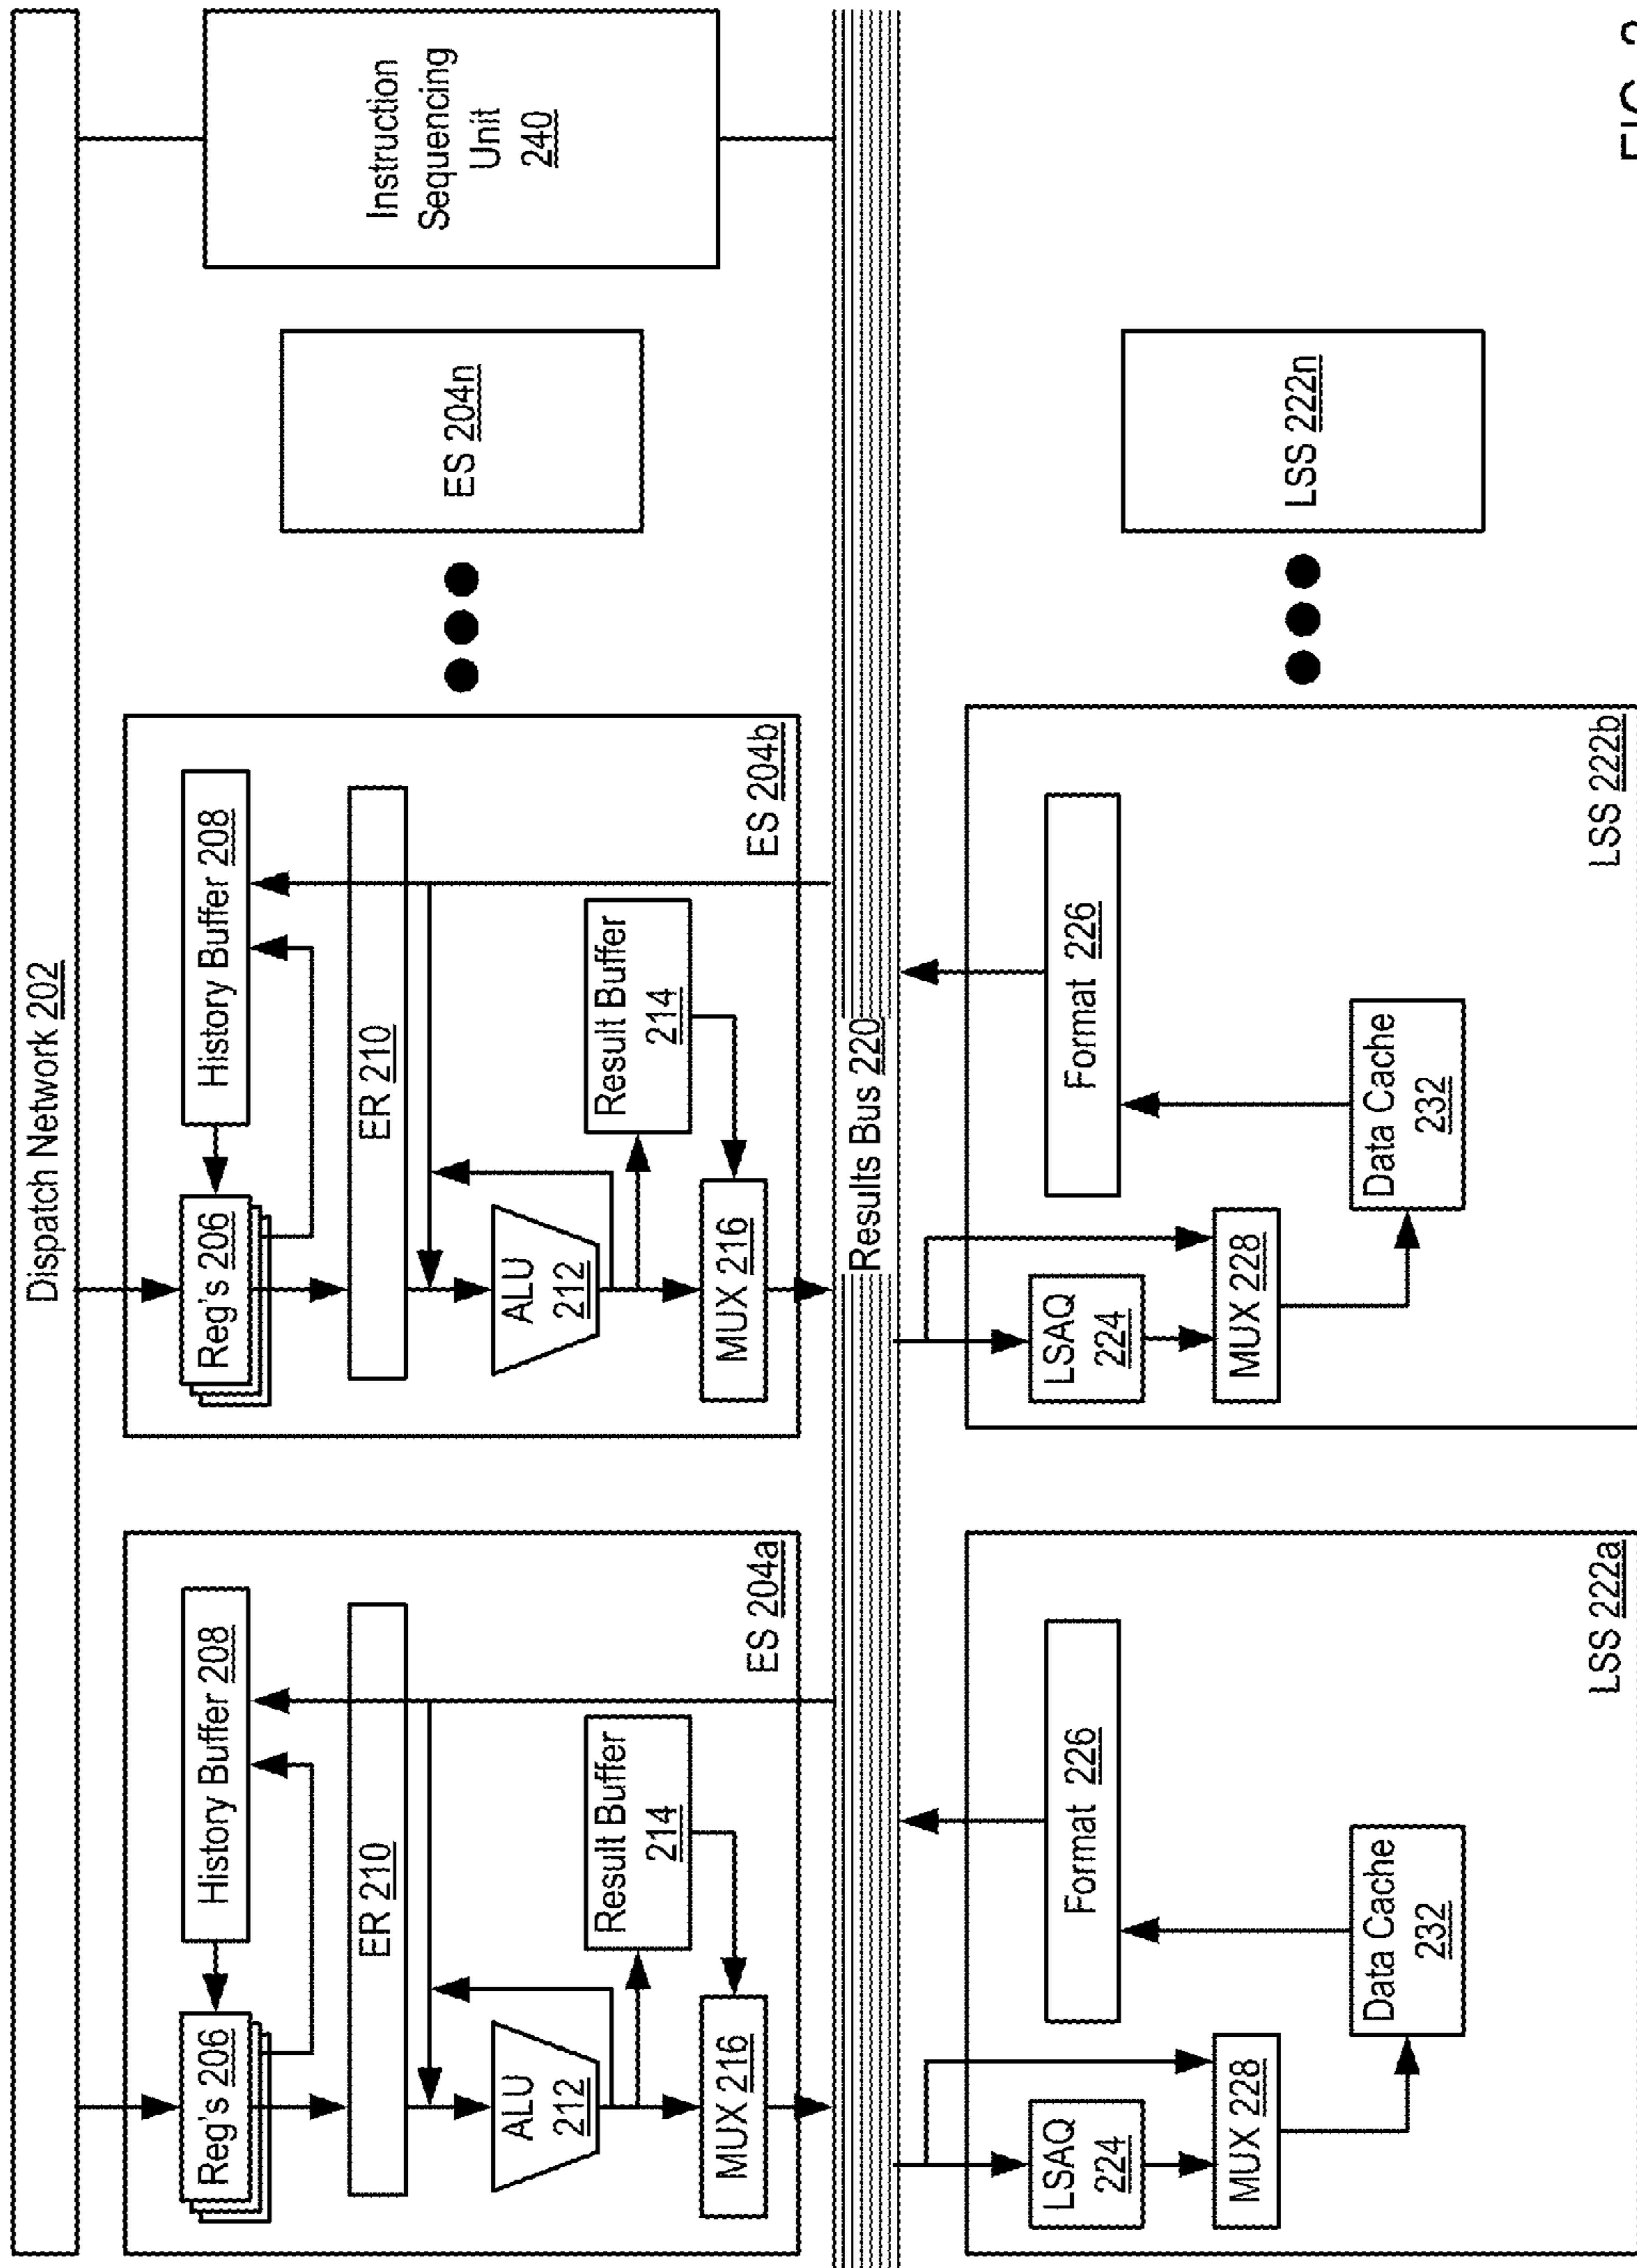 Dispatch Network 202
Reg's 206
History Buffer 208
ER 210
ALU
212
Result Buffer
214
MUX 216
ES 204a
Reg's 206
History Buffer 208
ER 210
ALU
212
Result Buffer
214
MUX 216
ES 204b
ES 204n
Instruction
Sequencing
Unit
240
Results Bus 220
LSAQ
224
MUX 228
Format 226
Data Cache
232
LSS 222a
LSAQ
224
MUX 228
Format 226
Data Cache
232
LSS 222b
LSS 222n